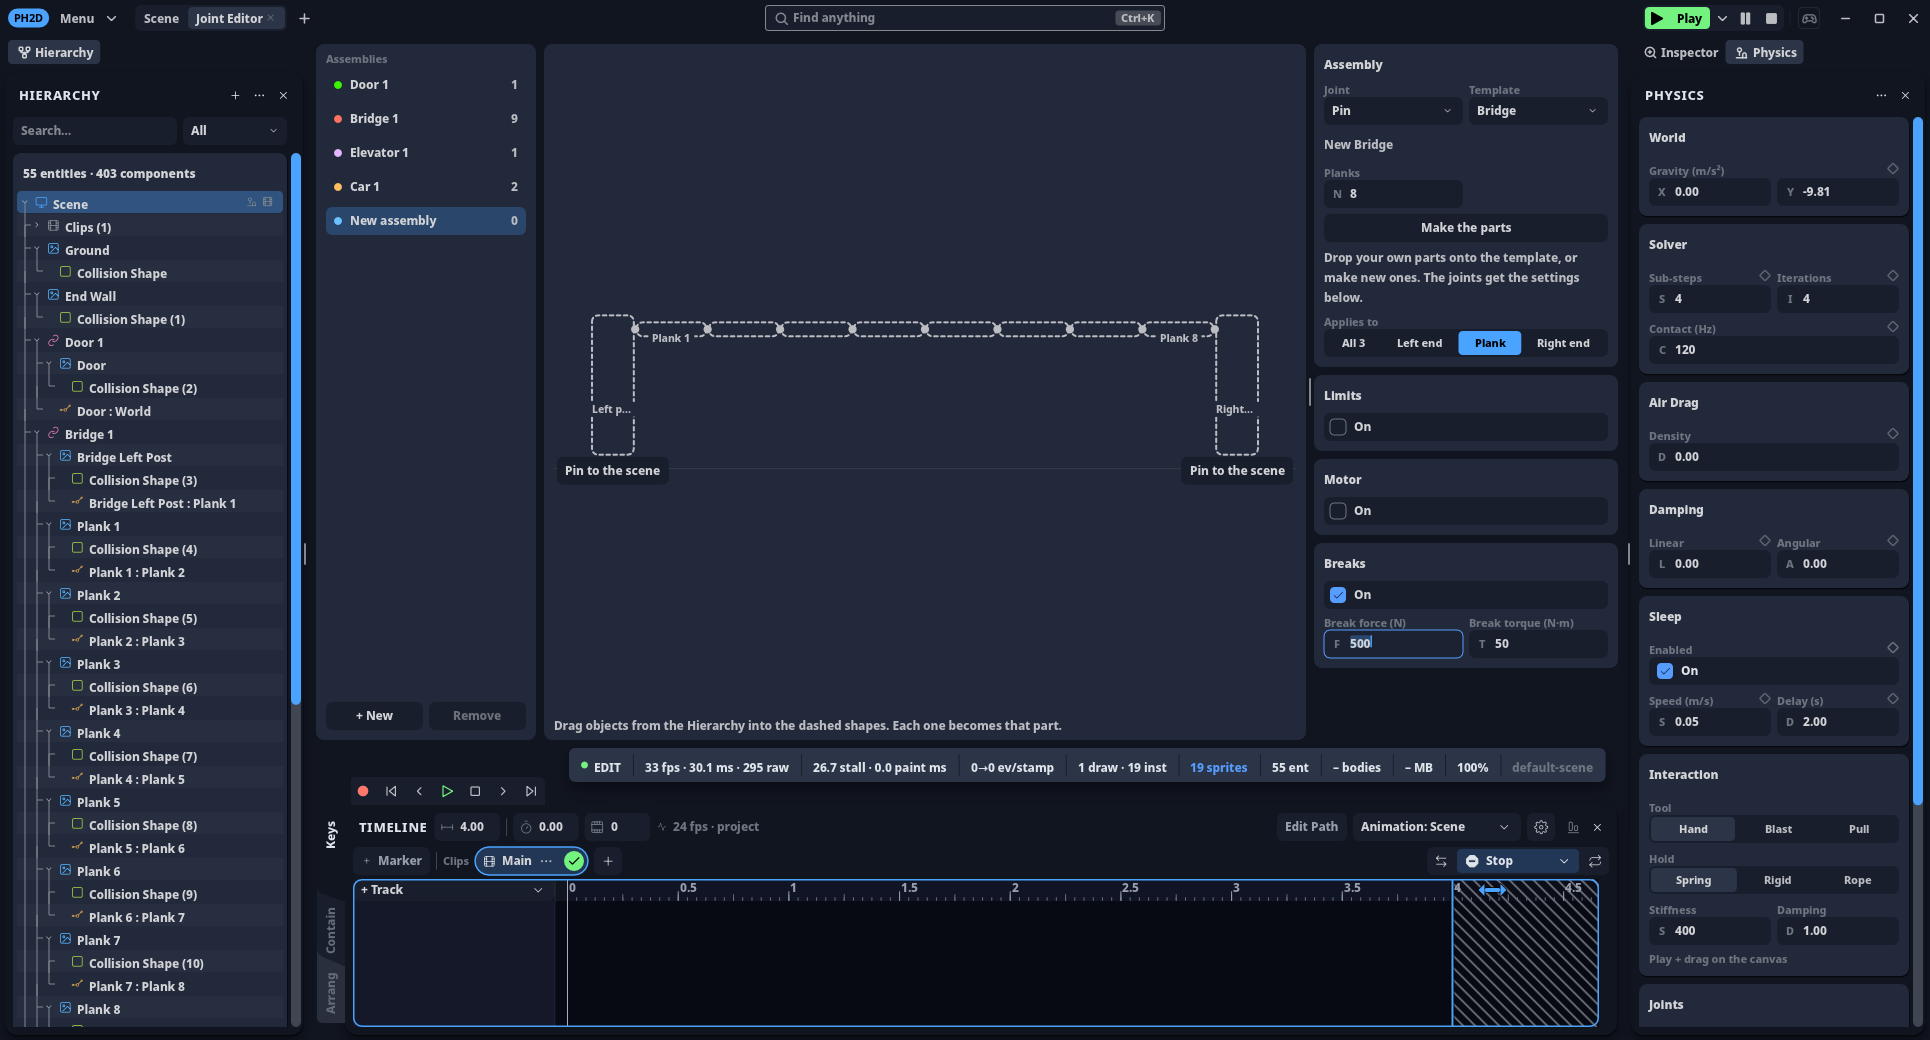 PH2D Menu Scene Joint Editor × + Find anything Ctrl+K Play
Hierarchy
HIERARCHY
Search...
All
55 entities · 403 components
Scene
Clips (1)
Ground
Collision Shape
End Wall
Collision Shape (1)
Door 1
Door
Collision Shape (2)
Door : World
Bridge 1
Bridge Left Post
Collision Shape (3)
Bridge Left Post : Plank 1
Plank 1
Collision Shape (4)
Plank 1 : Plank 2
Plank 2
Collision Shape (5)
Plank 2 : Plank 3
Plank 3
Collision Shape (6)
Plank 3 : Plank 4
Plank 4
Collision Shape (7)
Plank 4 : Plank 5
Plank 5
Collision Shape (8)
Plank 5 : Plank 6
Plank 6
Collision Shape (9)
Plank 6 : Plank 7
Plank 7
Collision Shape (10)
Plank 7 : Plank 8
Plank 8
Assemblies
Door 1 1
Bridge 1 9
Elevator 1 1
Car 1 2
New assembly 0
+ New Remove
Plank 1 Plank 8
Left p... Right...
Pin to the scene Pin to the scene
Drag objects from the Hierarchy into the dashed shapes. Each one becomes that part.
Assembly
Joint Template
Pin Bridge
New Bridge
Planks
N 8
Make the parts
Drop your own parts onto the template, or
make new ones. The joints get the settings
below.
Applies to
All 3 Left end Plank Right end
Limits
On
Motor
On
Breaks
On
Break force (N) Break torque (N·m)
F 500 T 50
EDIT 33 fps · 30.1 ms · 295 raw 26.7 stall · 0.0 paint ms 0→0 ev/stamp 1 draw · 19 inst 19 sprites 55 ent – bodies – MB 100% default-scene
Keys
Contain
Arrang
TIMELINE 4.00 0.00 0 24 fps · project Edit Path Animation: Scene
+ Marker Clips Main ... + Stop
+ Track 0 0.5 1 1.5 2 2.5 3 3.5 4 4.5
Inspector Physics
PHYSICS
World
Gravity (m/s²)
X 0.00 Y -9.81
Solver
Sub-steps Iterations
S 4 I 4
Contact (Hz)
C 120
Air Drag
Density
D 0.00
Damping
Linear Angular
L 0.00 A 0.00
Sleep
Enabled
On
Speed (m/s) Delay (s)
S 0.05 D 2.00
Interaction
Tool
Hand Blast Pull
Hold
Spring Rigid Rope
Stiffness Damping
S 400 D 1.00
Play + drag on the canvas
Joints